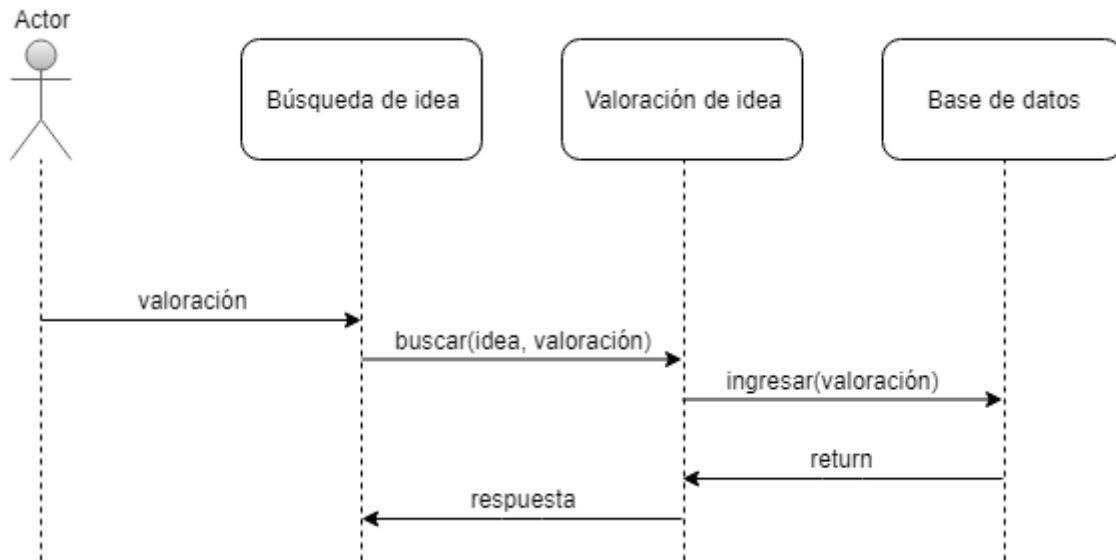 Actor
Búsqueda de idea
Valoración de idea
Base de datos
valoración
buscar(idea, valoración)
ingresar(valoración)
return
respuesta